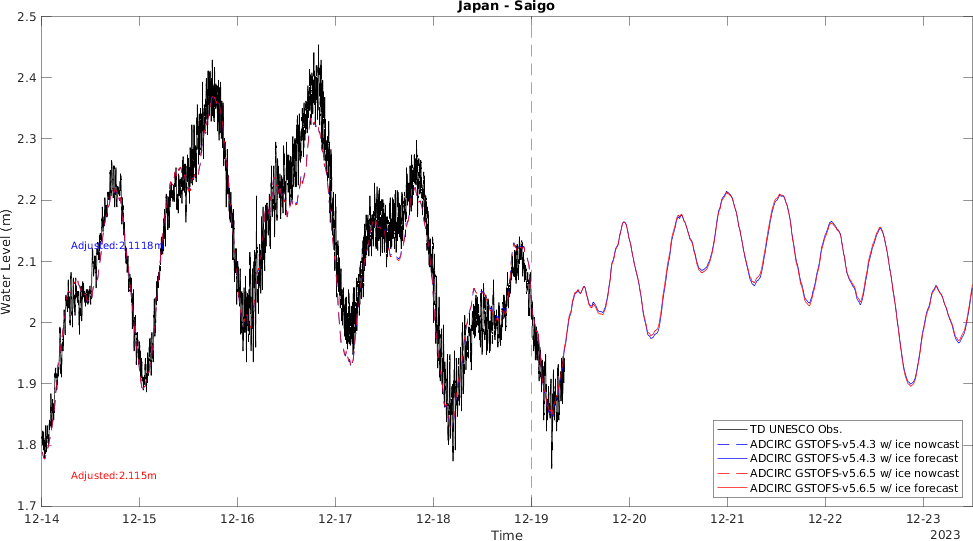 Japan - Saigo
2.5
2.4
2.3
2.2
2.1
2
1.9
1.8
1.7
Water Level (m)
Adjusted:2.1118m
Adjusted:2.115m
TD UNESCO Obs.
ADCIRC GSTOFS-v5.4.3 w/ ice nowcast
ADCIRC GSTOFS-v5.4.3 w/ ice forecast
ADCIRC GSTOFS-v5.6.5 w/ ice nowcast
ADCIRC GSTOFS-v5.6.5 w/ ice forecast
12-14 12-15 12-16 12-17 12-18 12-19 12-20 12-21 12-22 12-23
Time
2023